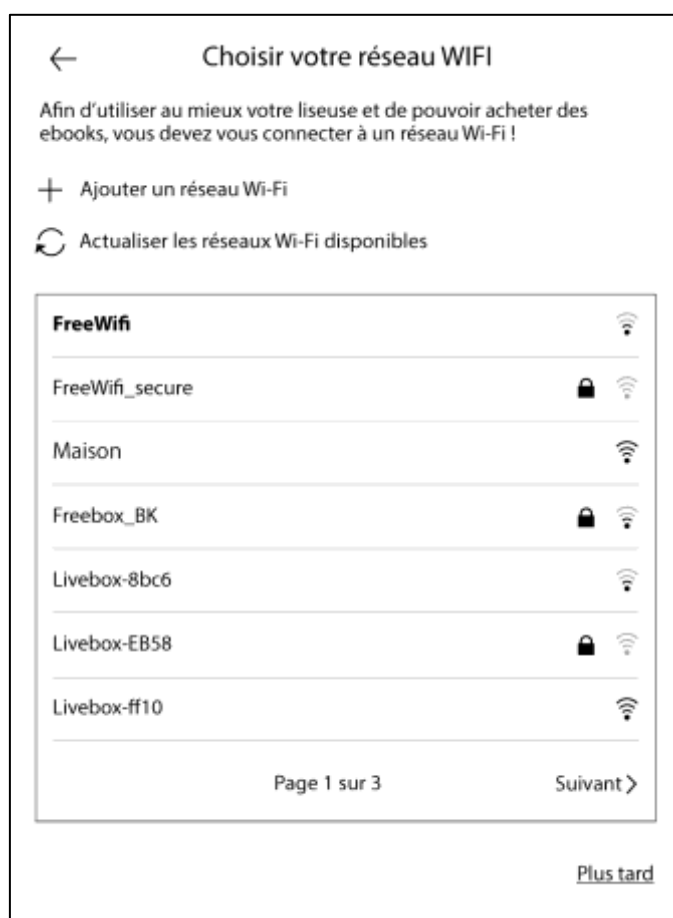 Choisir votre réseau WIFI
Afin d'utiliser au mieux votre liseuse et de pouvoir acheter des
ebooks, vous devez vous connecter à un réseau Wi-Fi !
Ajouter un réseau Wi-Fi
Actualiser les réseaux Wi-Fi disponibles
FreeWifi
FreeWifi_secure
Maison
Freebox_BK
Livebox-8bc6
Livebox-EB58
Livebox-ff10
Page 1 sur 3 Suivant
Plus tard